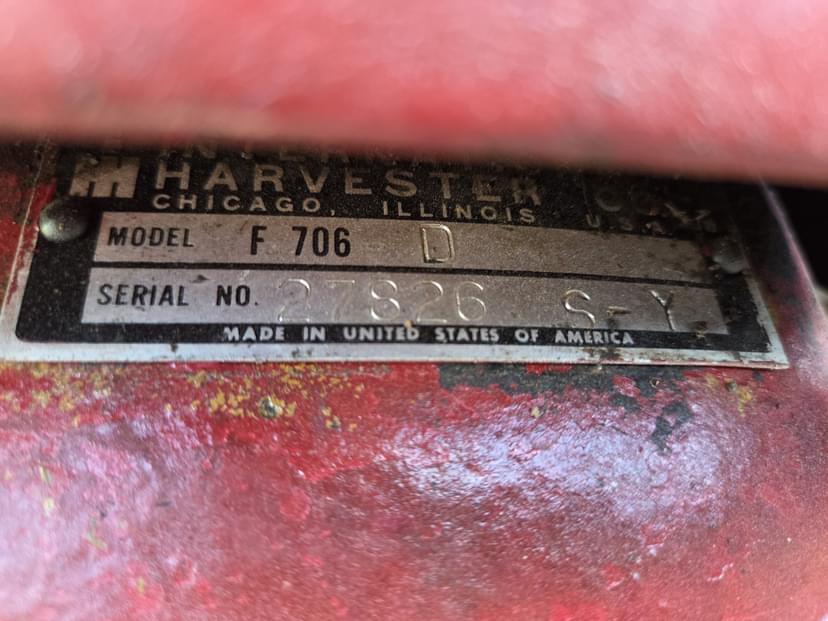 HARVESTER
CHICAGO, ILLINOIS U.S.A.
MODEL F 706 D
SERIAL NO. 27826 S-Y
MADE IN UNITED STATES OF AMERICA